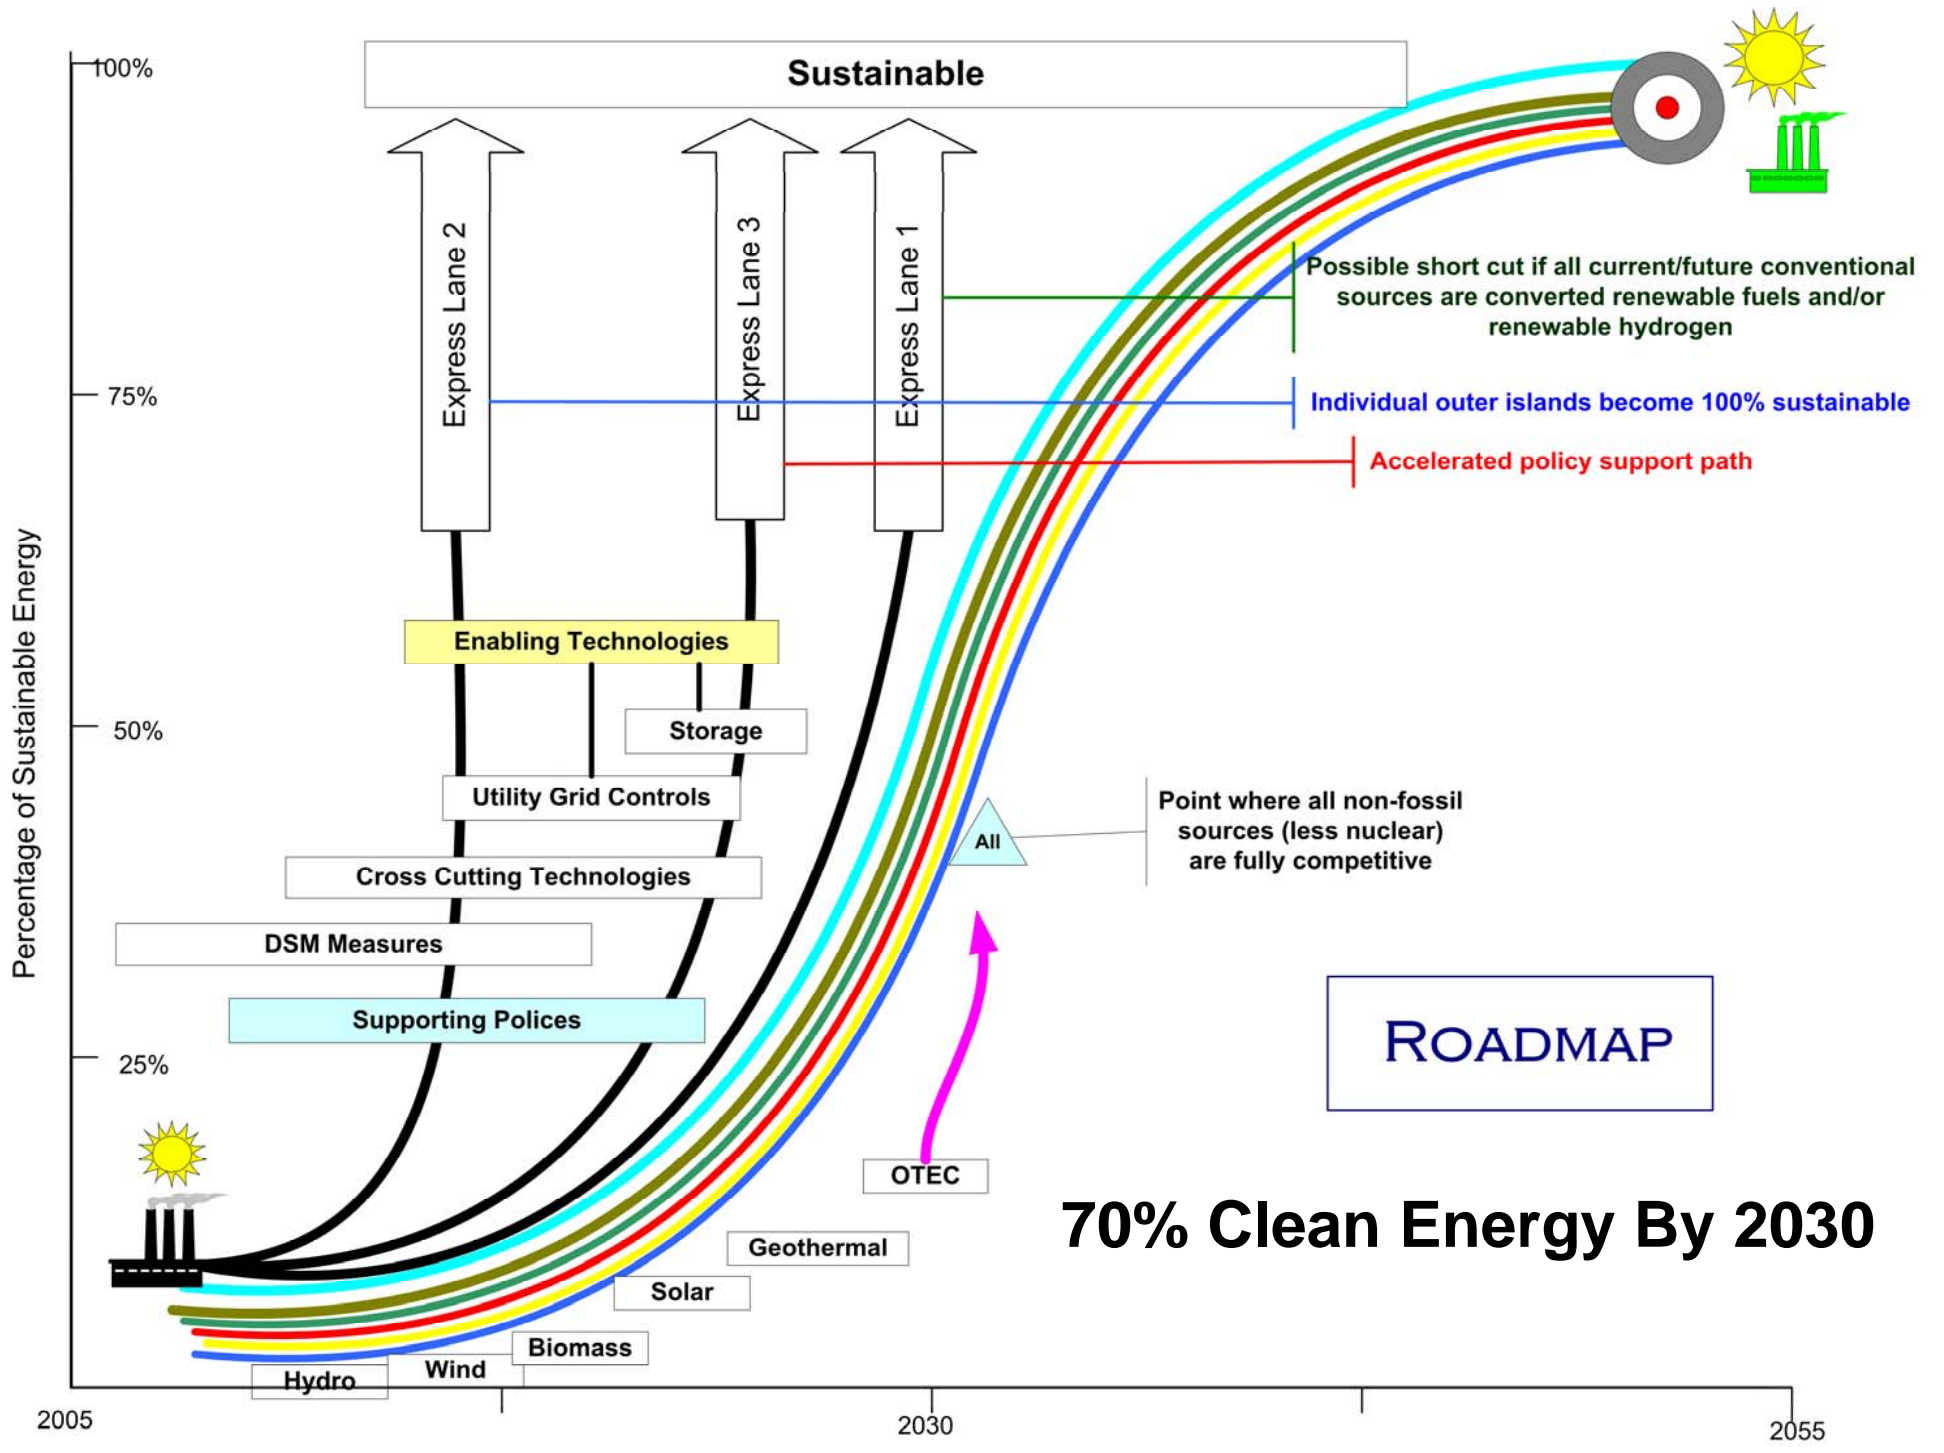 100%
Sustainable
Express Lane 2
Express Lane 3
Express Lane 1
Possible short cut if all current/future conventional
sources are converted renewable fuels and/or
renewable hydrogen
75%
Individual outer islands become 100% sustainable
Accelerated policy support path
Percentage of Sustainable Energy
Enabling Technologies
50%
Storage
Utility Grid Controls
Point where all non-fossil
sources (less nuclear)
are fully competitive
All
Cross Cutting Technologies
DSM Measures
Supporting Polices
ROADMAP
25%
OTEC
70% Clean Energy By 2030
Geothermal
Solar
Biomass
Wind
Hydro
2005
2030
2055